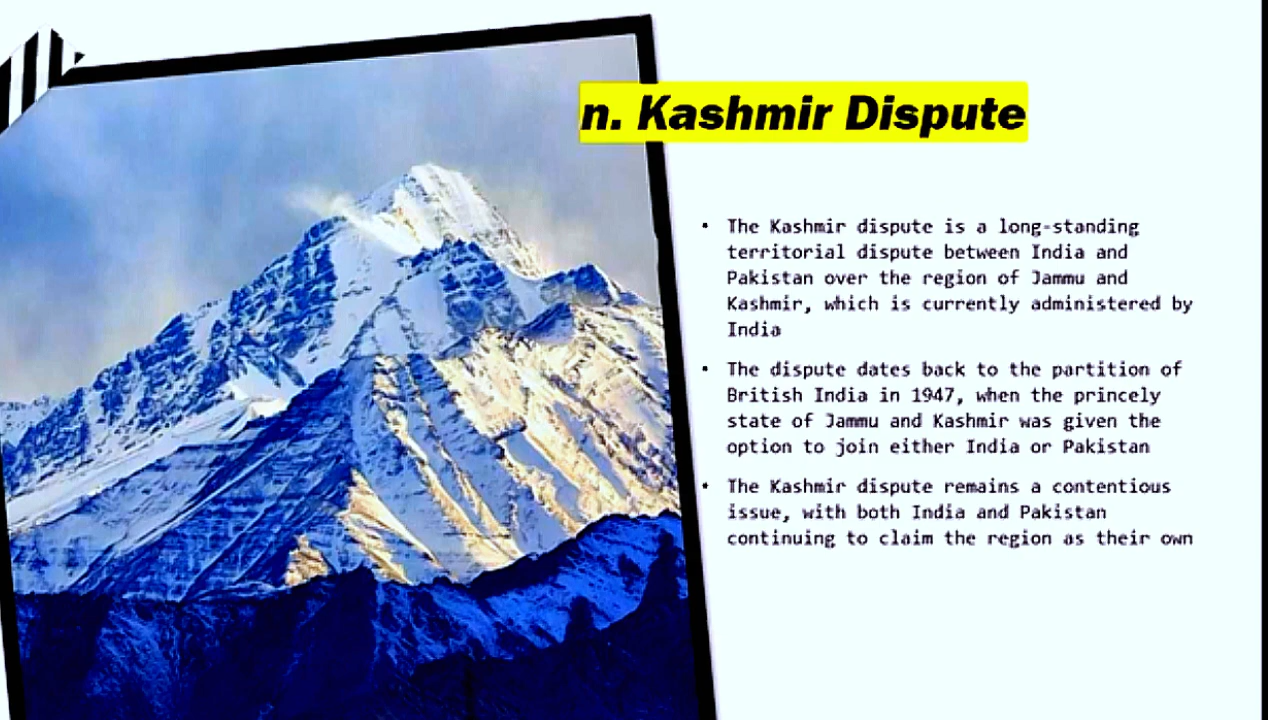 n. Kashmir Dispute
• The Kashmir dispute is a long-standing
territorial dispute between India and
Pakistan over the region of Jammu and
Kashmir, which is currently administered by
India
• The dispute dates back to the partition of
British India in 1947, when the princely
state of Jammu and Kashmir was given the
option to join either India or Pakistan
• The Kashmir dispute remains a contentious
issue, with both India and Pakistan
continuing to claim the region as their own